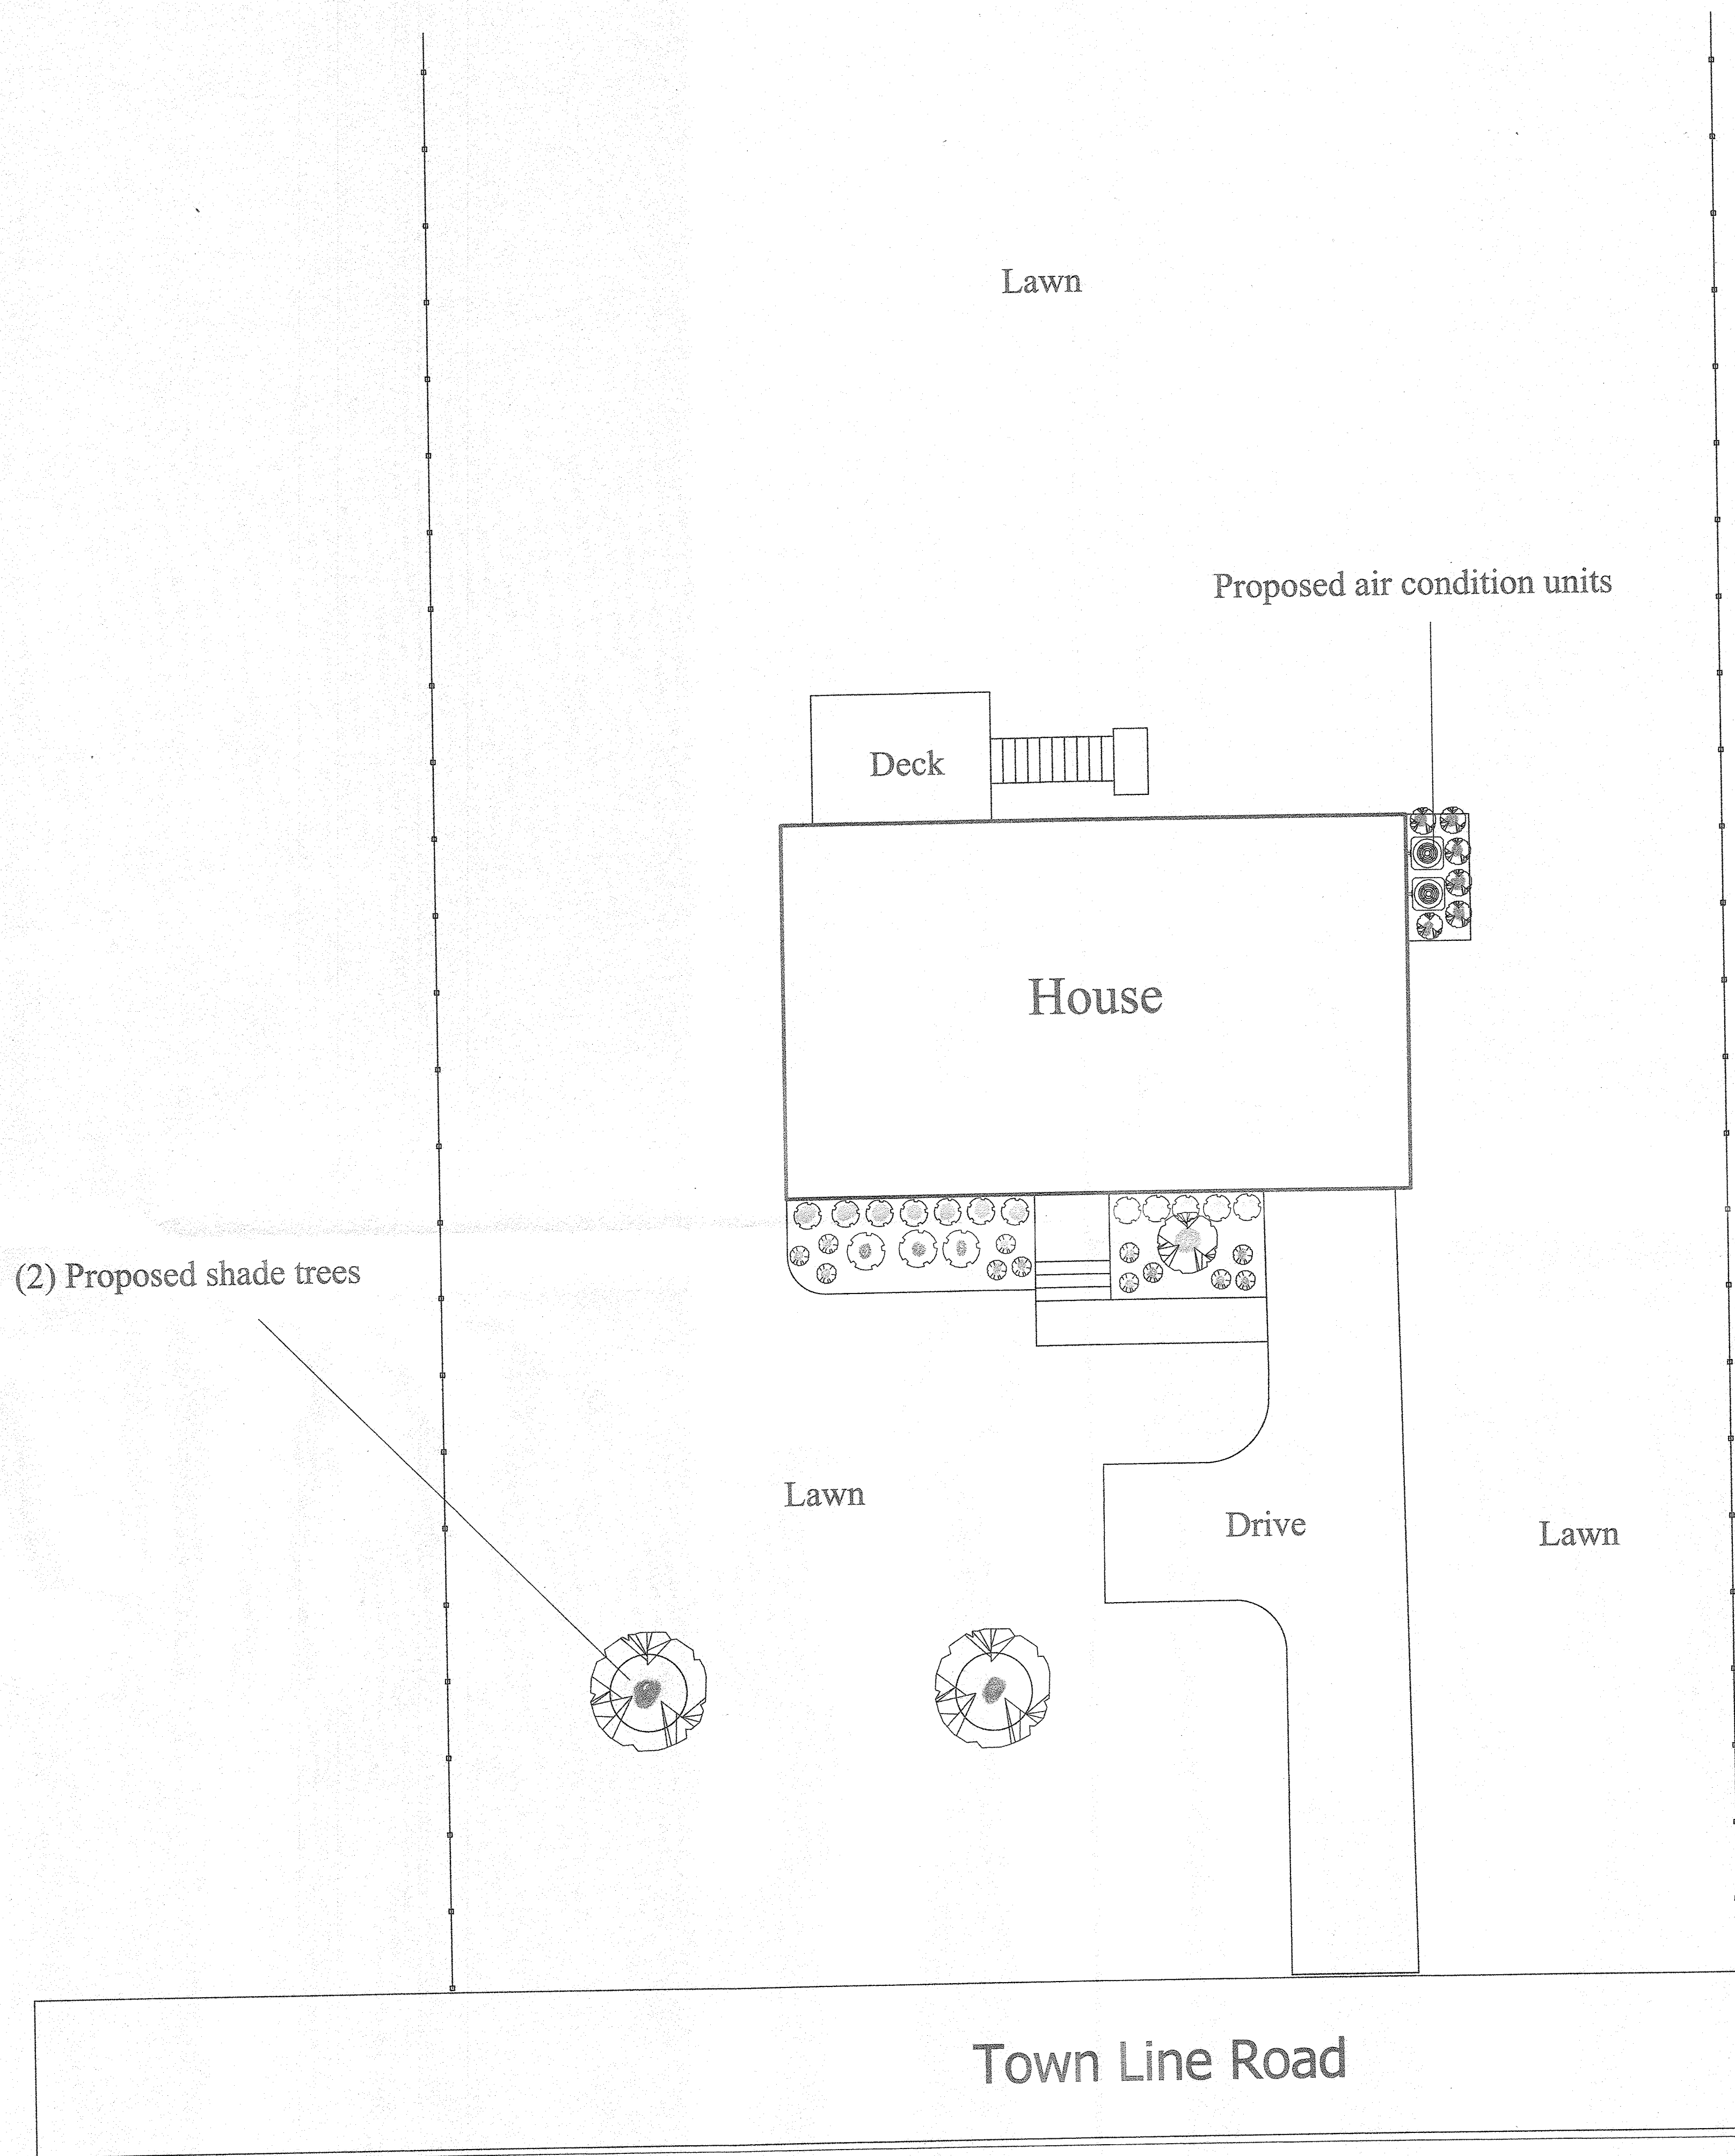 Lawn
Proposed air condition units
Deck
House
(2) Proposed shade trees
Lawn
Drive
Lawn
Town Line Road